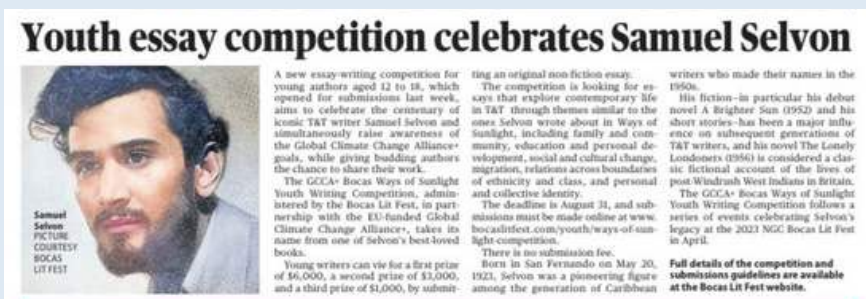 Youth essay competition celebrates Samuel Selvon
Samuel
Selvon
PICTURE
COURTESY
BOCAS
LIT FEST
A new essay-writing competition for
young authors aged 12 to 18, which
opened for submissions last week,
aims to celebrate the centenary of
iconic T&T writer Samuel Selvon and
simultaneously raise awareness of
the Global Climate Change Alliance+
goals, while giving budding authors
the chance to share their work.
The GCCA+ Bocas Ways of Sunlight
Youth Writing Competition, admin-
istered by the Bocas Lit Fest, in part-
nership with the EU-funded Global
Climate Change Alliance+, takes its
name from one of Selvon's best-loved
books.
Young writers can vie for a first prize
of $6,000, a second prize of $3,000,
and a third prize of $1,000, by submit-
ting an original non-fiction essay.
The competition is looking for es-
says that explore contemporary life
in T&T through themes similar to the
ones Selvon wrote about in Ways of
Sunlight, including family and com-
munity, education and personal de-
velopment, social and cultural change,
migration, relations across boundaries
of ethnicity and class, and personal
and collective identity.
The deadline is August 31, and sub-
missions must be made online at www.
bocaslitfest.com/youth/ways-of-sun-
light-competition.
There is no submission fee.
Born in San Fernando on May 20,
1923, Selvon was a pioneering figure
among the generation of Caribbean
writers who made their names in the
1950s.
His fiction–in particular his debut
novel A Brighter Sun (1952) and his
short stories–has been a major influ-
ence on subsequent generations of
T&T writers, and his novel The Lonely
Londoners (1956) is considered a clas-
sic fictional account of the lives of
post-Windrush West Indians in Britain.
The GCCA+ Bocas Ways of Sunlight
Youth Writing Competition follows a
series of events celebrating Selvon's
legacy at the 2023 NGC Bocas Lit Fest
in April.
Full details of the competition and
submissions guidelines are available
at the Bocas Lit Fest website.